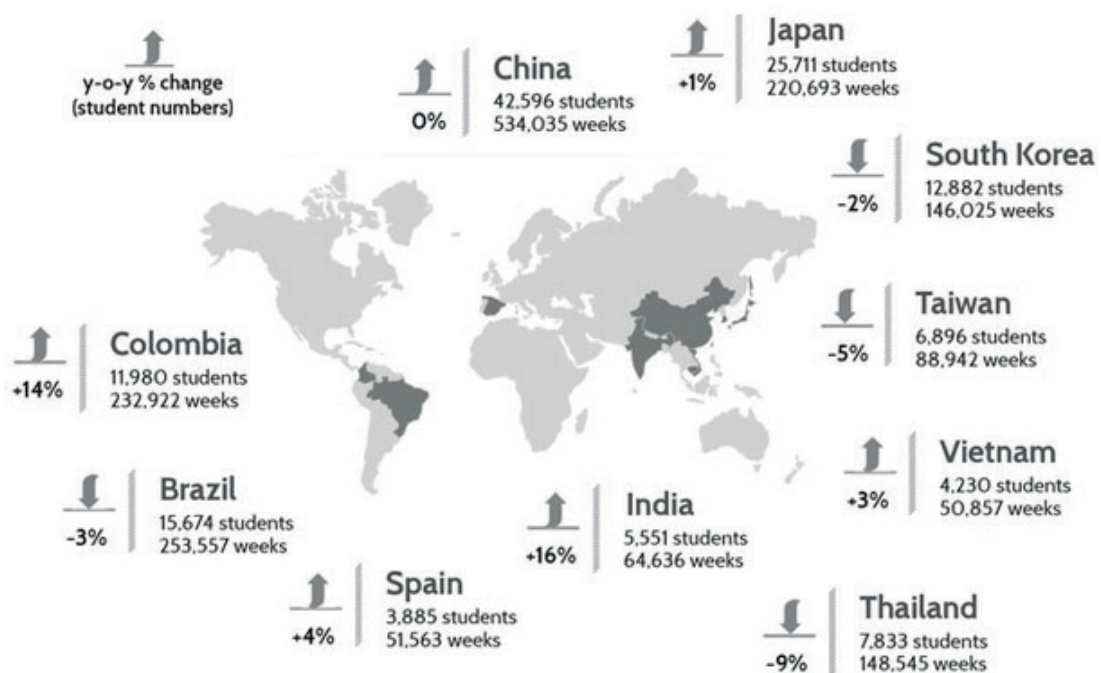 y-o-y % change
(student numbers)
China
42,596 students
534,035 weeks
0%
Japan
25,711 students
220,693 weeks
+1%
South Korea
12,882 students
146,025 weeks
-2%
Taiwan
6,896 students
88,942 weeks
-5%
Colombia
11,980 students
232,922 weeks
+14%
Vietnam
4,230 students
50,857 weeks
+3%
Brazil
15,674 students
253,557 weeks
-3%
India
5,551 students
64,636 weeks
+16%
Spain
3,885 students
51,563 weeks
+4%
Thailand
7,833 students
148,545 weeks
-9%